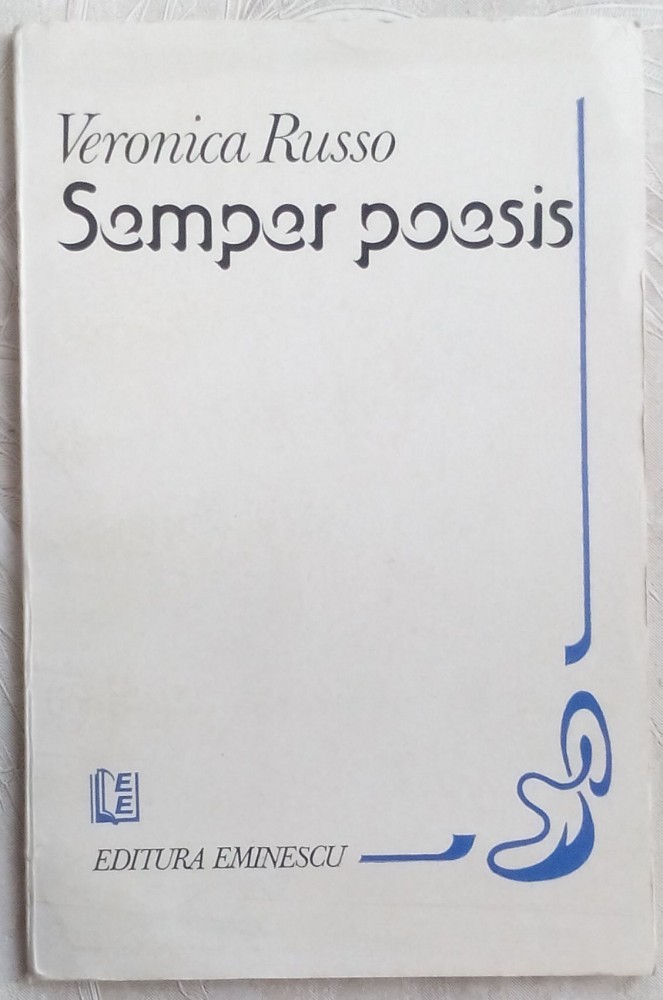 Veronica Russo
Semper poesis
EE
EDITURA EMINESCU